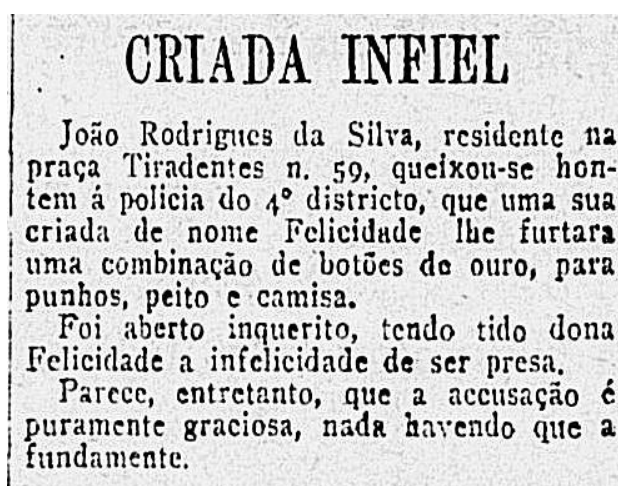 CRIADA INFIEL
João Rodrigues da Silva, residente na
praça Tiradentes n. 59, queixou-se hon-
tem á policia do 4º districto, que uma sua
criada de nome Felicidade lhe furtara
uma combinação de botões de ouro, para
punhos, peito e camisa.
Foi aberto inquerito, tendo tido dona
Felicidade a infelicidade de ser presa.
Parece, entretanto, que a accusação é
puramente graciosa, nada havendo que a
fundamente.